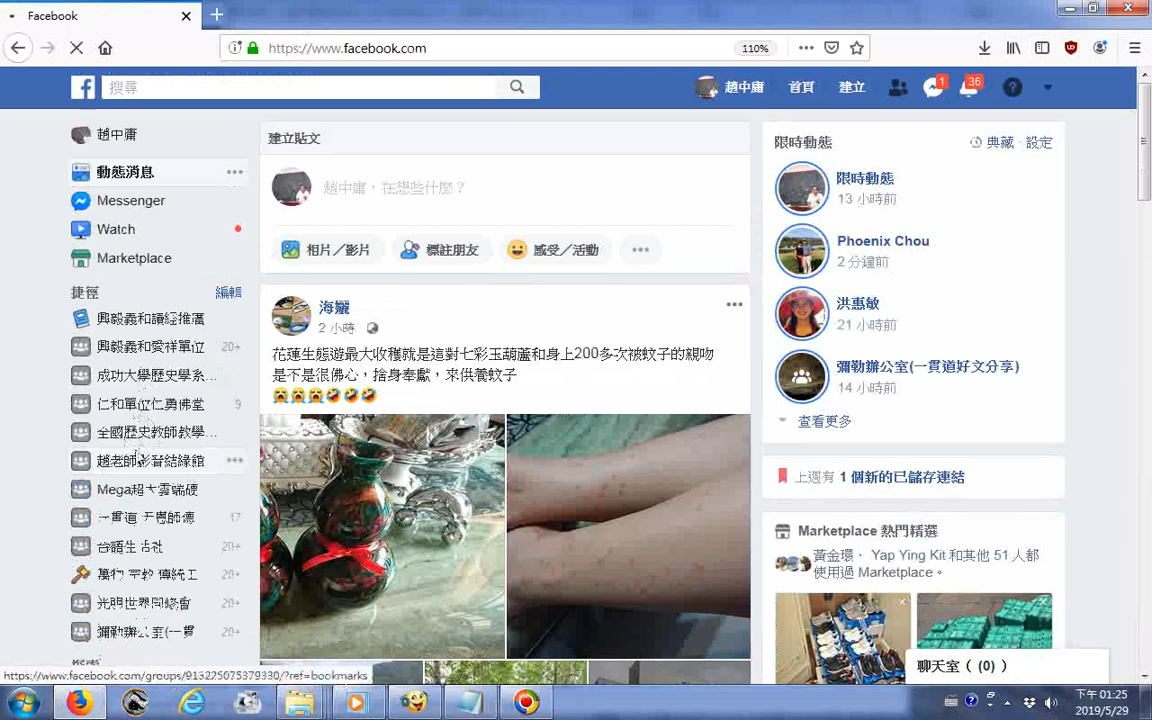 Facebook
https://www.facebook.com
110%
搜尋
趙中庸
首頁
建立
1
36
趙中庸
動態消息
Messenger
Watch
Marketplace
捷徑
編輯
興毅義和讀經推廣
興毅義和愛祥單位 20+
成功大學歷史學系...
仁和單位仁勇佛堂 9
全國歷史教師教學...
趙老師影音結緣館
Mega超大雲端硬
17
20+
20+
光明世界同修會 20+
彌勒辦公室(一貫 20+
建立貼文
趙中庸，在想些什麼？
相片／影片
標註朋友
感受／活動
海孋
2 小時
花蓮生態遊最大收穫就是這對七彩玉葫蘆和身上200多次被蚊子的親吻
是不是很佛心，捨身奉獻，來供養蚊子
😭😭😭🤣🤣🤣
限時動態
典藏 · 設定
限時動態
13 小時前
Phoenix Chou
2 分鐘前
洪惠敏
21 小時前
彌勒辦公室(一貫道好文分享)
14 小時前
查看更多
上週有 1 個新的已儲存連結
Marketplace 熱門精選
黃金環、 Yap Ying Kit 和其他 51 人都
使用過 Marketplace。
聊天室（ (0) ）
https://www.facebook.com/groups/913225075379330/?ref=bookmarks
下午 01:25
2019/5/29